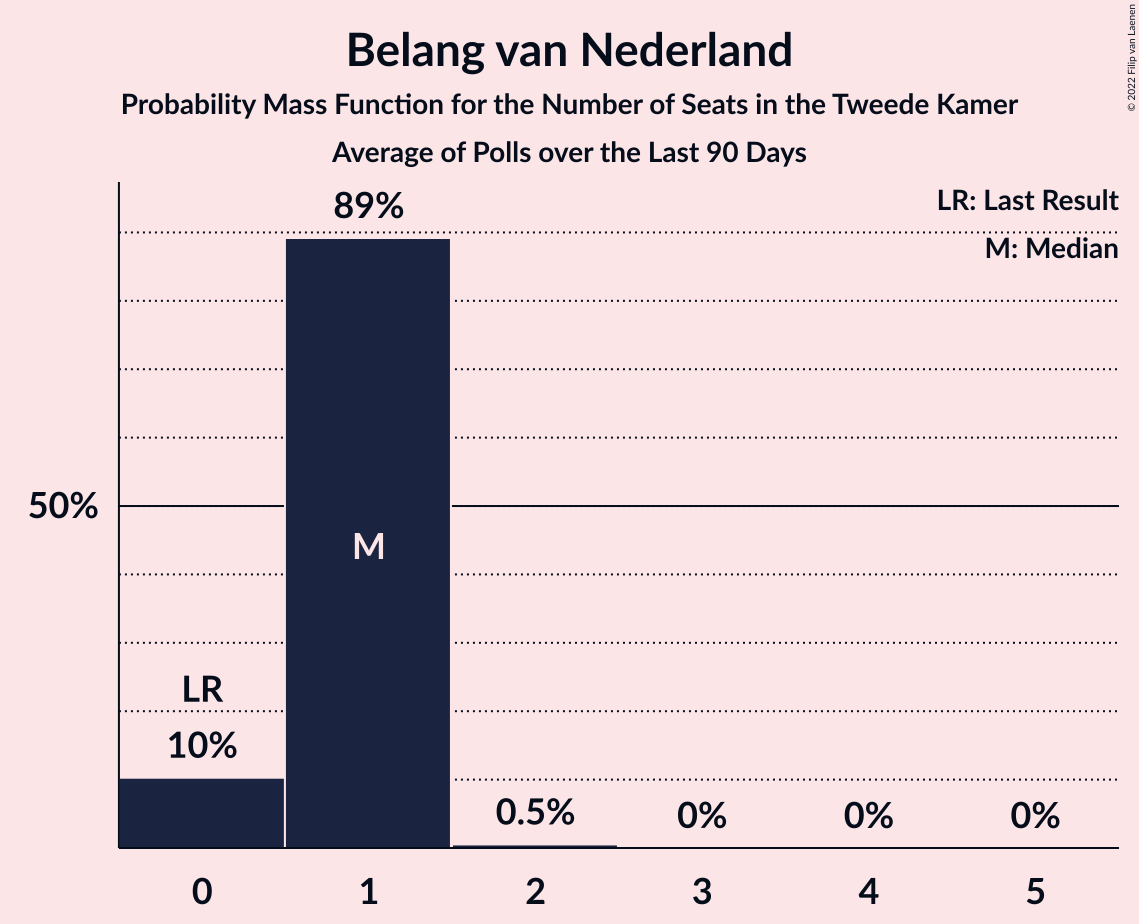 Belang van Nederland
Probability Mass Function for the Number of Seats in the Tweede Kamer
Average of Polls over the Last 90 Days
© 2022 Filip van Laenen
LR: Last Result
M: Median
89%
50%
M
LR
10%
0.5%
0%
0%
0%
0 1 2 3 4 5